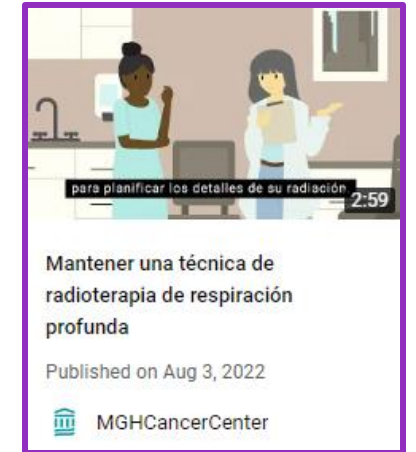 para planificar los detalles de su radiación
2:59
Mantener una técnica de
radioterapia de respiración
profunda
Published on Aug 3, 2022
MGHCancerCenter